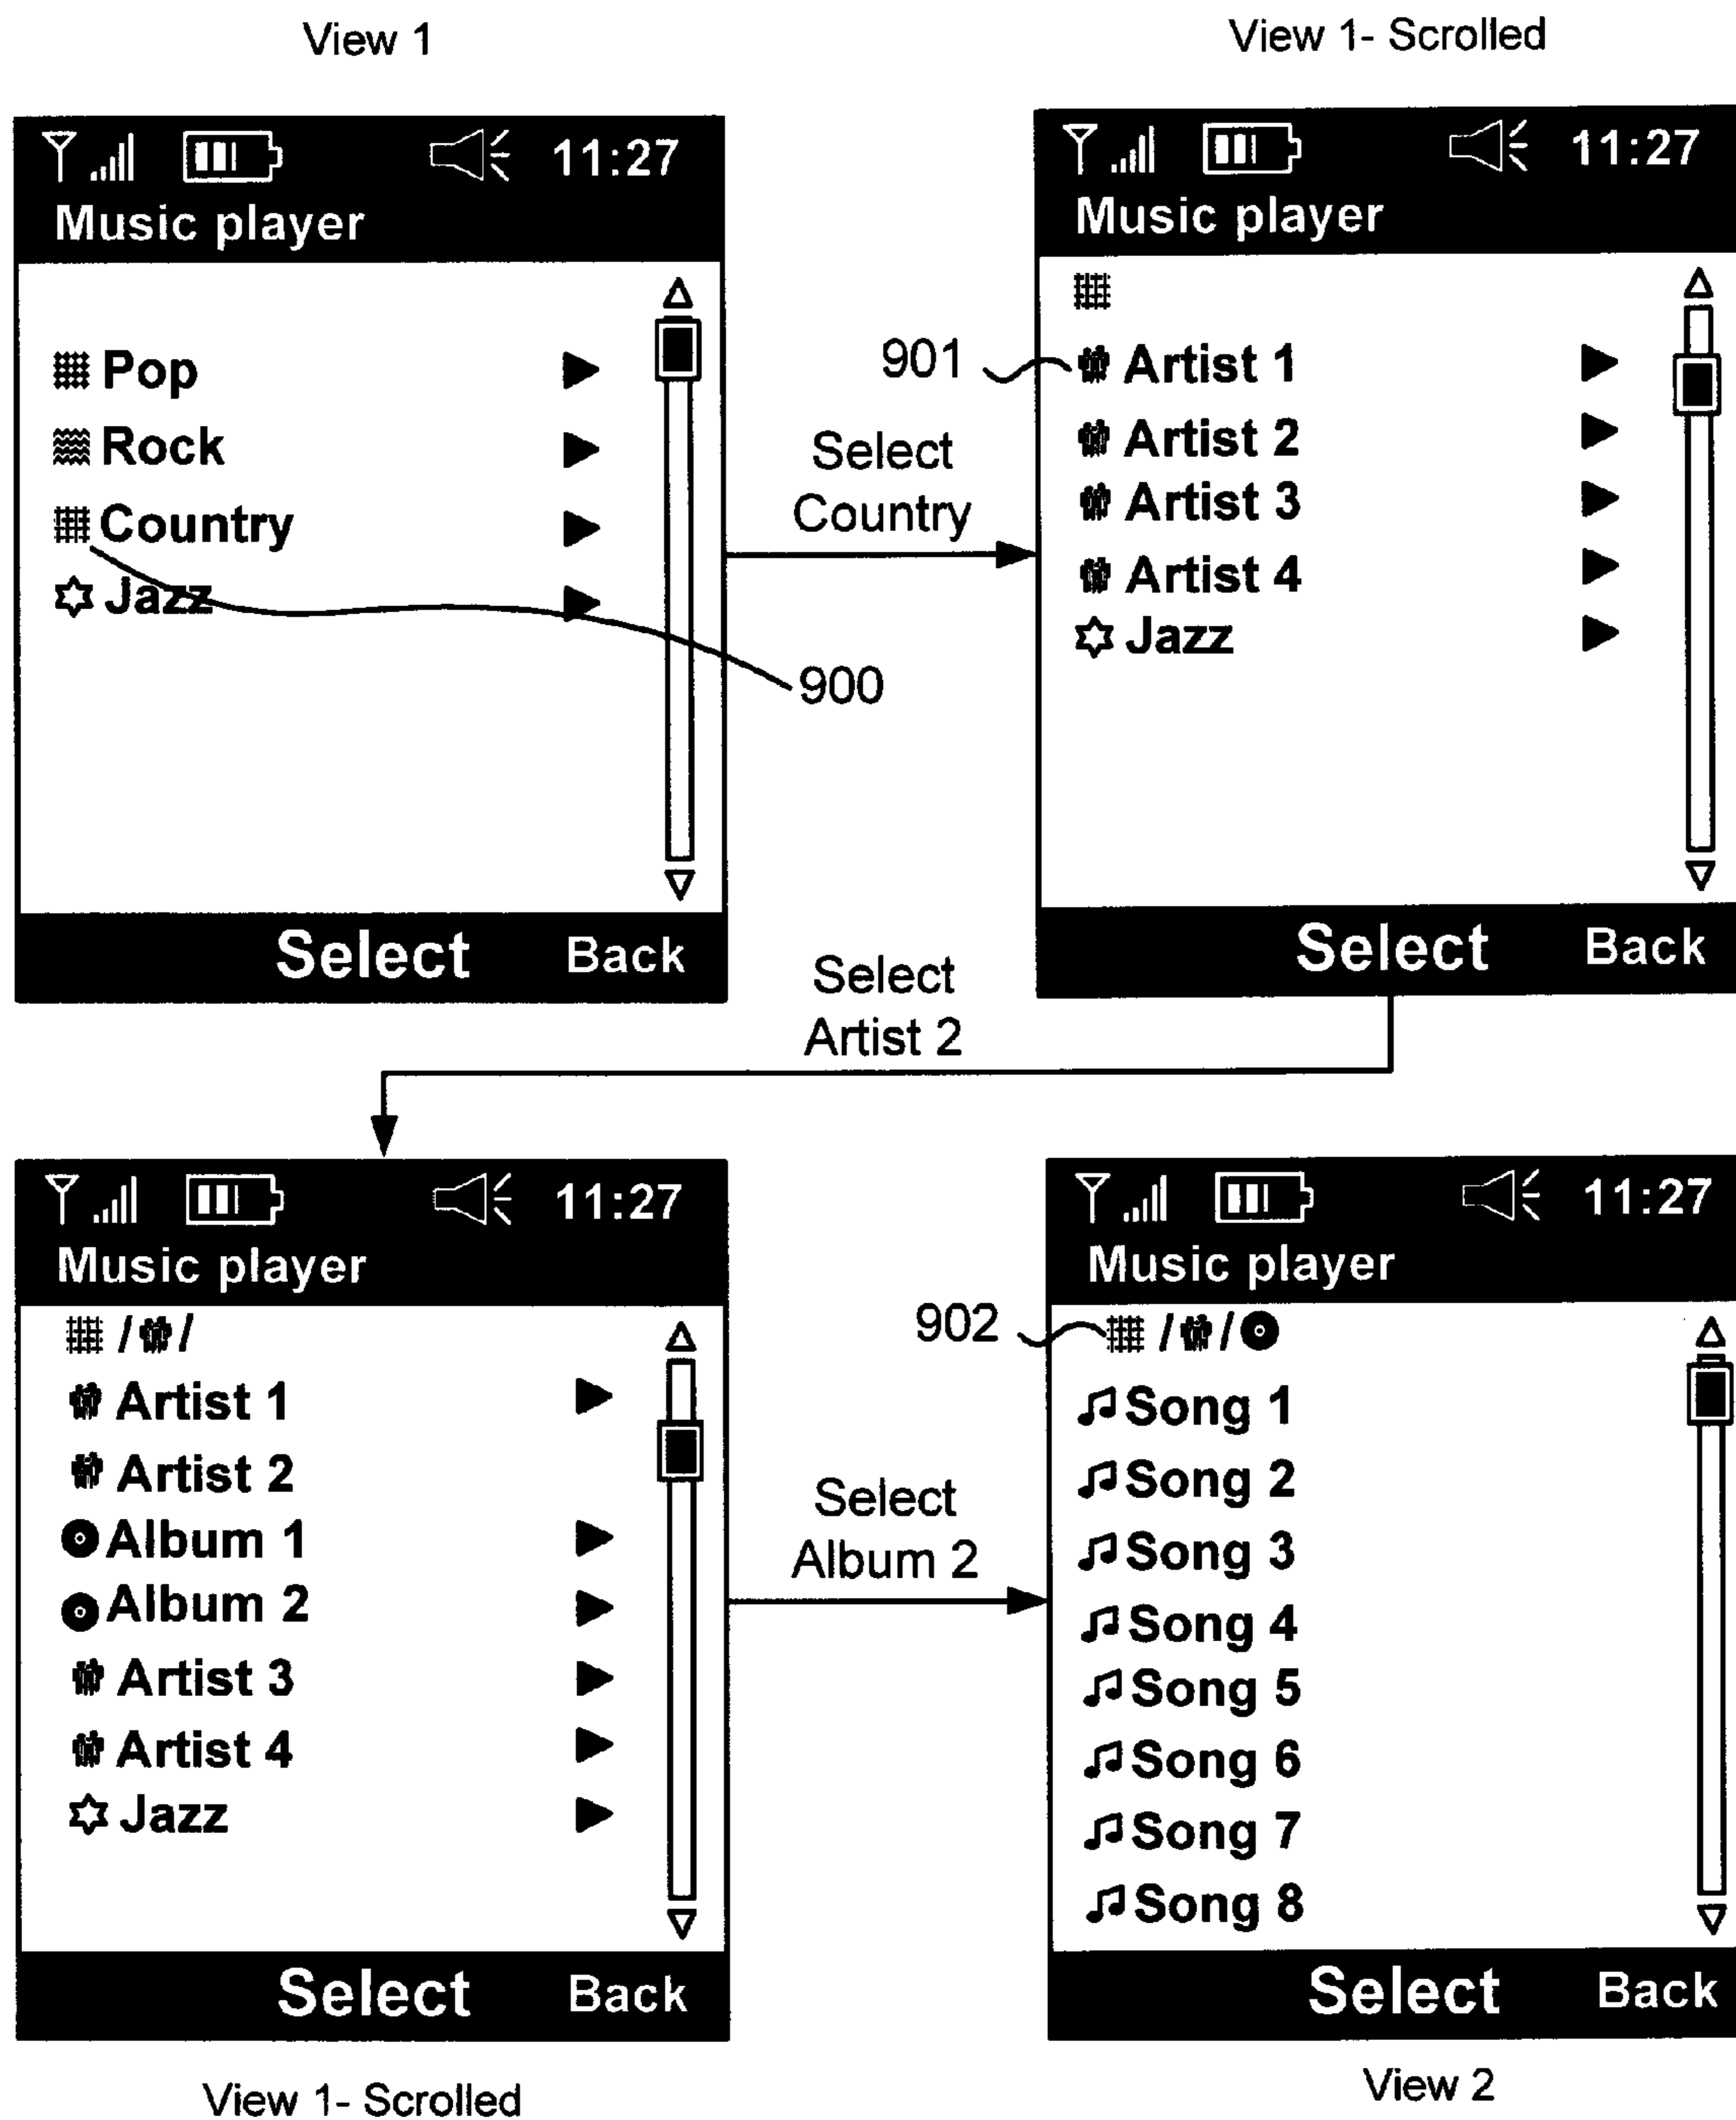 View 1
View 1- Scrolled
11:27
Music player
Pop
Rock
Country
Jazz
Select Back
900
Select
Country
11:27
Music player
901
Artist 1
Artist 2
Artist 3
Artist 4
Jazz
Select Back
Select
Artist 2
11:27
Music player
/ /
Artist 1
Artist 2
Album 1
Album 2
Artist 3
Artist 4
Jazz
Select Back
Select
Album 2
11:27
Music player
902
/ /
Song 1
Song 2
Song 3
Song 4
Song 5
Song 6
Song 7
Song 8
Select Back
View 1- Scrolled
View 2